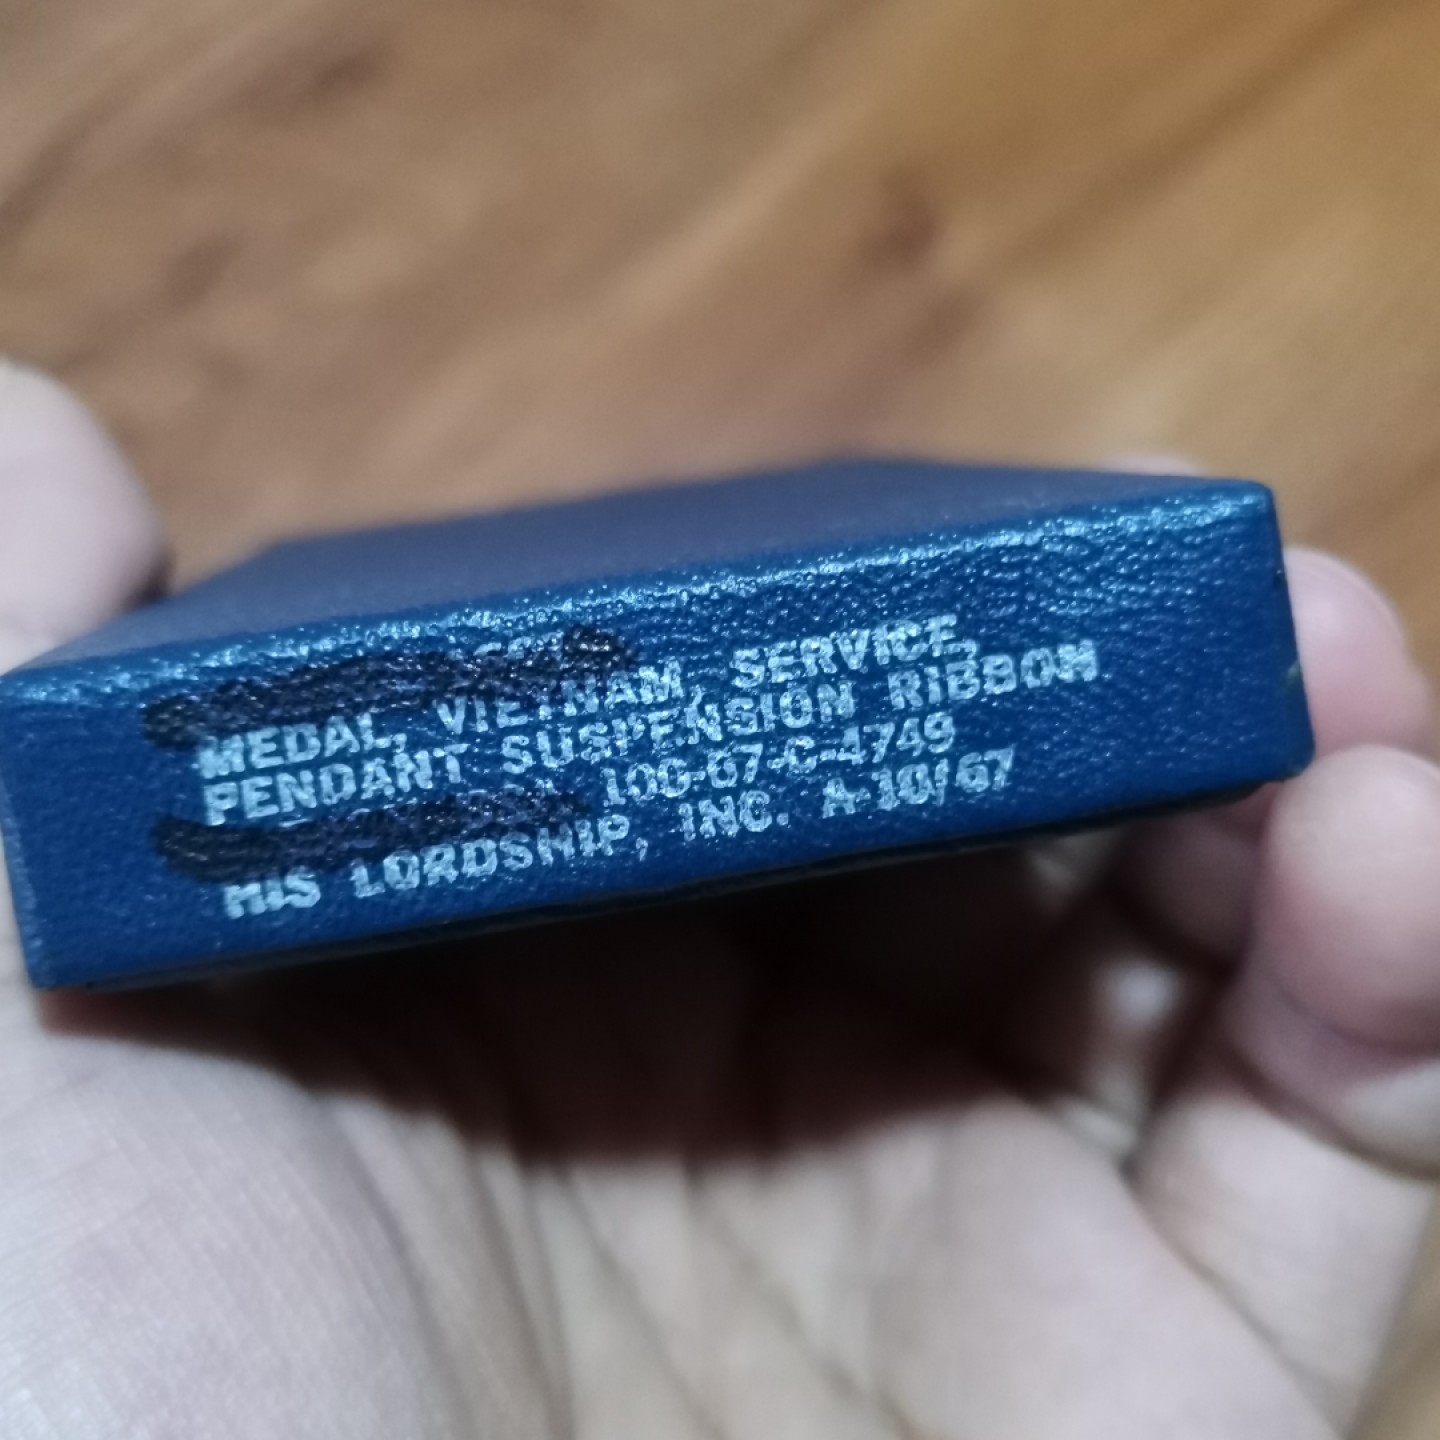 MEDAL, VIETNAM, SERVICE,
PENDANT SUSPENSION RIBBON
100-67-C-4749
HIS LORDSHIP, INC. A-10/67